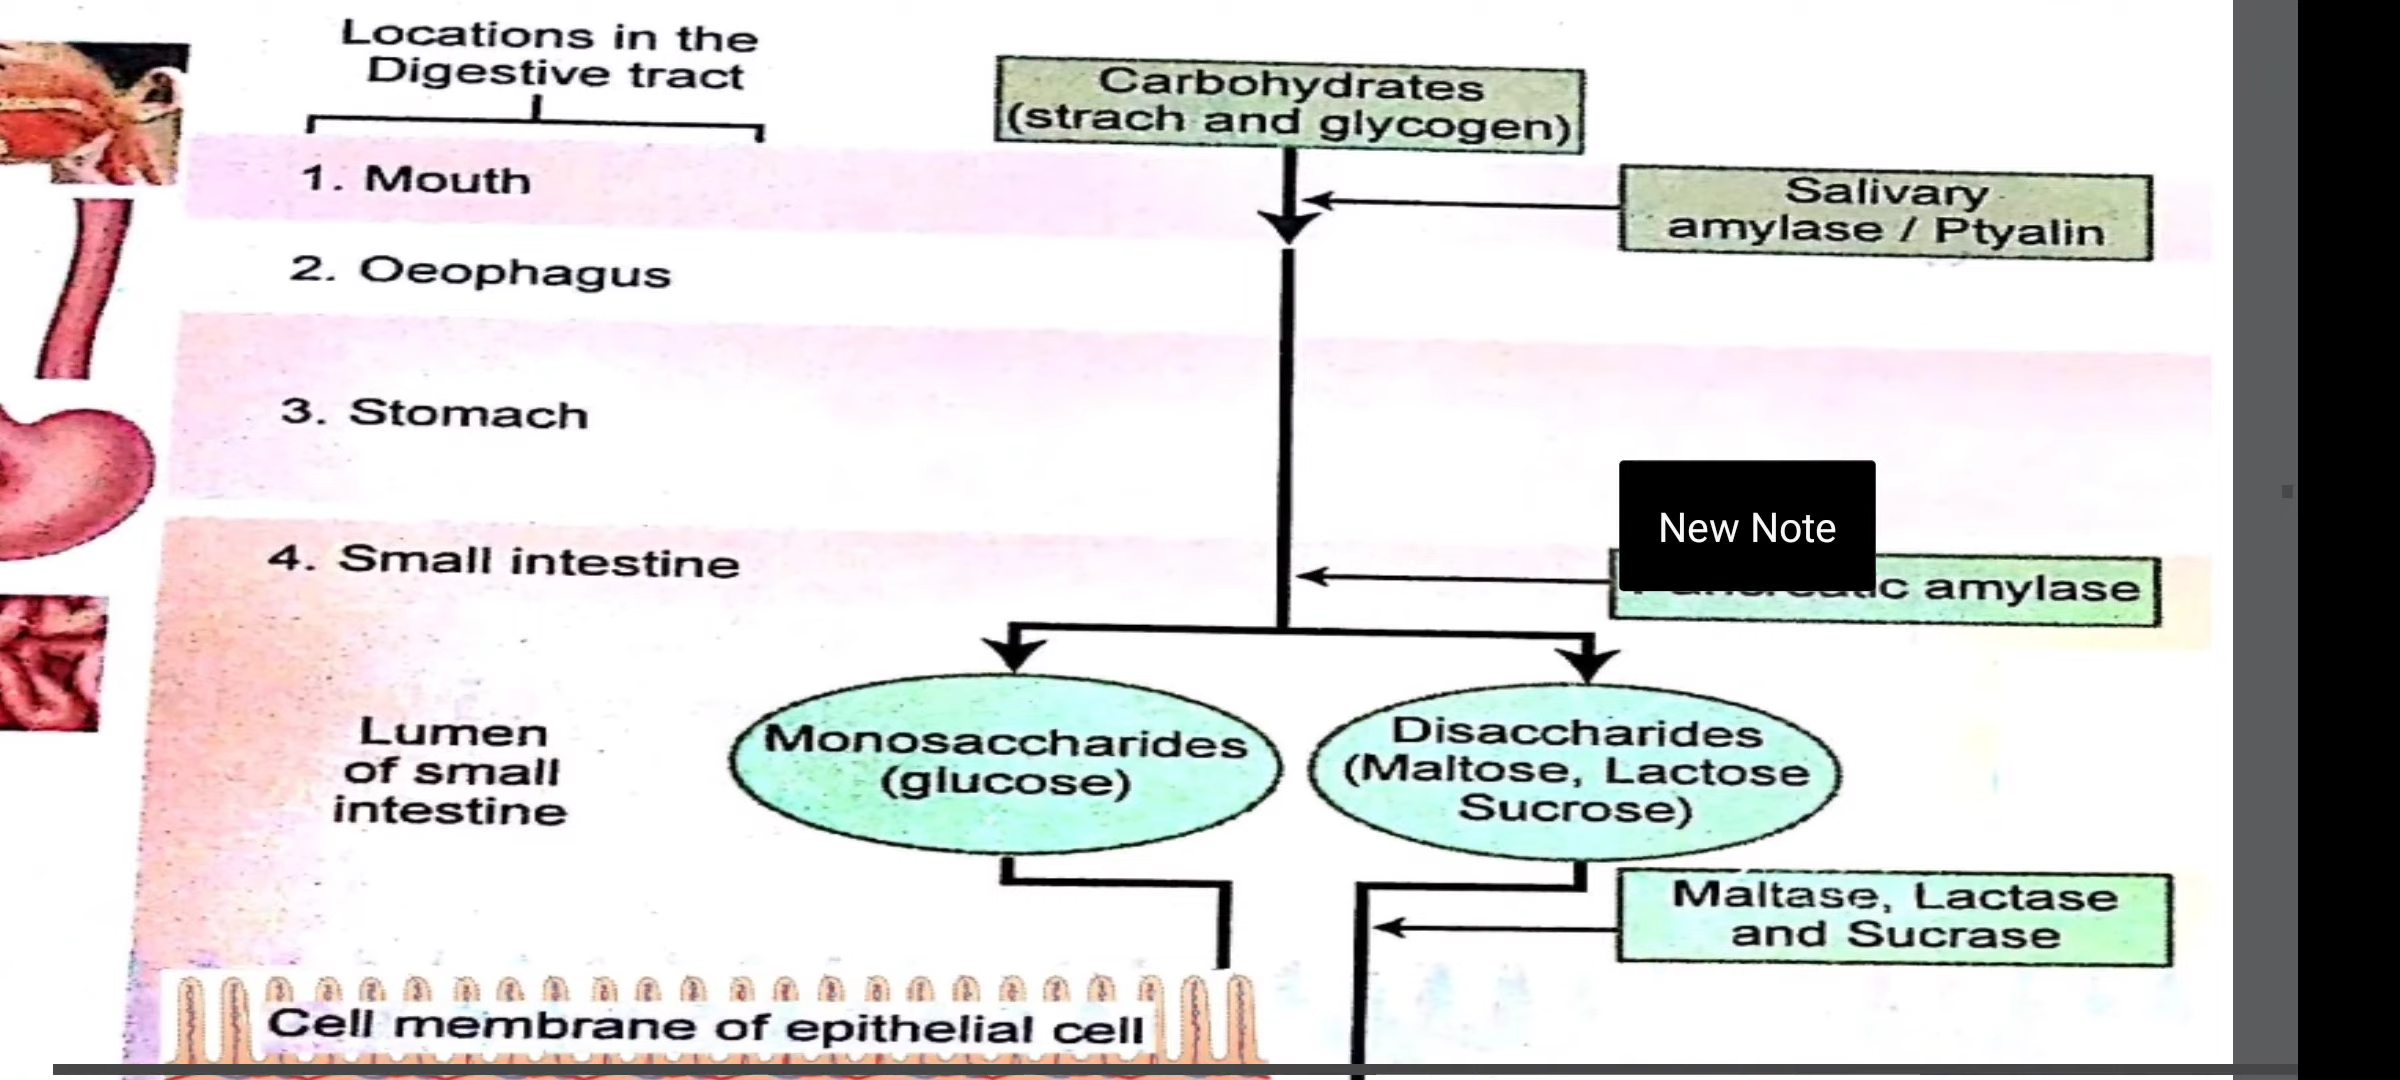 Locations in the
Digestive tract
Carbohydrates
(strach and glycogen)
1. Mouth
Salivary
amylase / Ptyalin
2. Oeophagus
3. Stomach
New Note
4. Small intestine
amylase
Monosaccharides
(glucose)
Disaccharides
(Maltose, Lactose
Sucrose)
Lumen
of small
intestine
Maltase, Lactase
and Sucrase
Cell membrane of epithelial cell